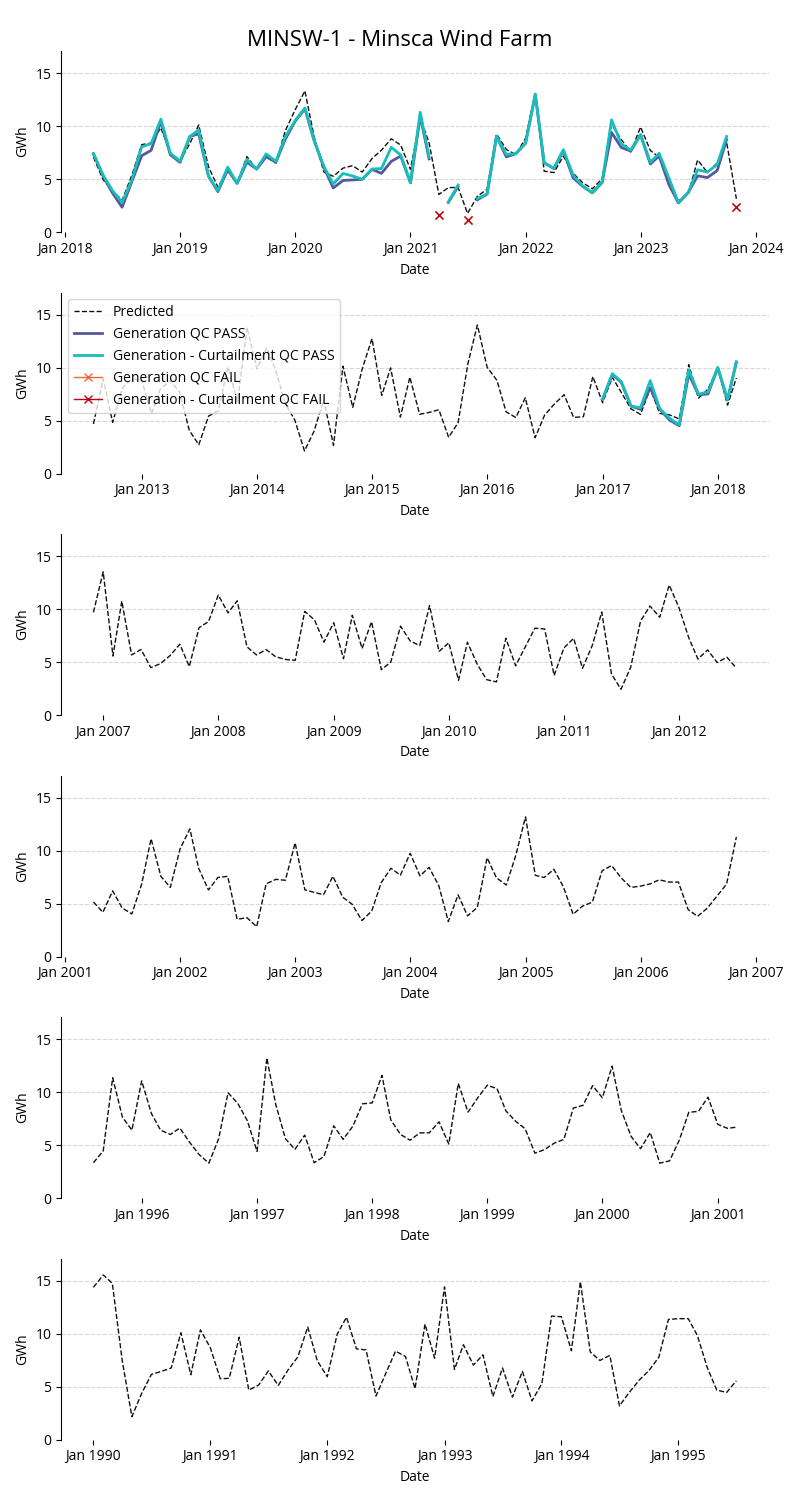 MINSW-1 - Minsca Wind Farm
15
10
5
0
GWh
Jan 2018
Jan 2019
Jan 2020
Jan 2021
Jan 2022
Jan 2023
Jan 2024
Date
15
10
5
0
GWh
Predicted
Generation QC PASS
Generation - Curtailment QC PASS
Generation QC FAIL
Generation - Curtailment QC FAIL
Jan 2013
Jan 2014
Jan 2015
Jan 2016
Jan 2017
Jan 2018
Date
15
10
5
0
GWh
Jan 2007
Jan 2008
Jan 2009
Jan 2010
Jan 2011
Jan 2012
Date
15
10
5
0
GWh
Jan 2001
Jan 2002
Jan 2003
Jan 2004
Jan 2005
Jan 2006
Jan 2007
Date
15
10
5
0
GWh
Jan 1996
Jan 1997
Jan 1998
Jan 1999
Jan 2000
Jan 2001
Date
15
10
5
0
GWh
Jan 1990
Jan 1991
Jan 1992
Jan 1993
Jan 1994
Jan 1995
Date